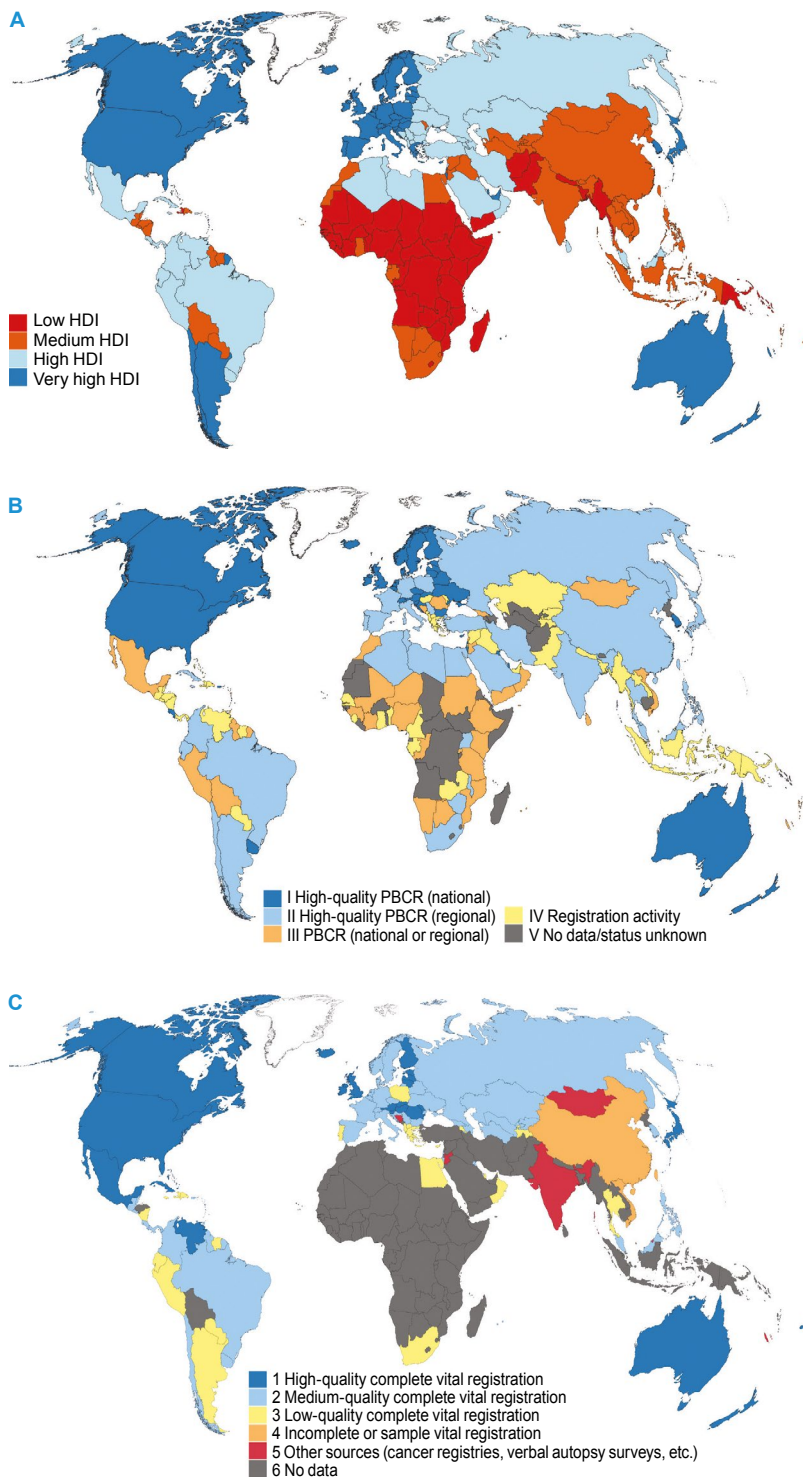 A
Low HDI
Medium HDI
High HDI
Very high HDI
B
I High-quality PBCR (national)
II High-quality PBCR (regional)
III PBCR (national or regional)
IV Registration activity
V No data/status unknown
C
1 High-quality complete vital registration
2 Medium-quality complete vital registration
3 Low-quality complete vital registration
4 Incomplete or sample vital registration
5 Other sources (cancer registries, verbal autopsy surveys, etc.)
6 No data